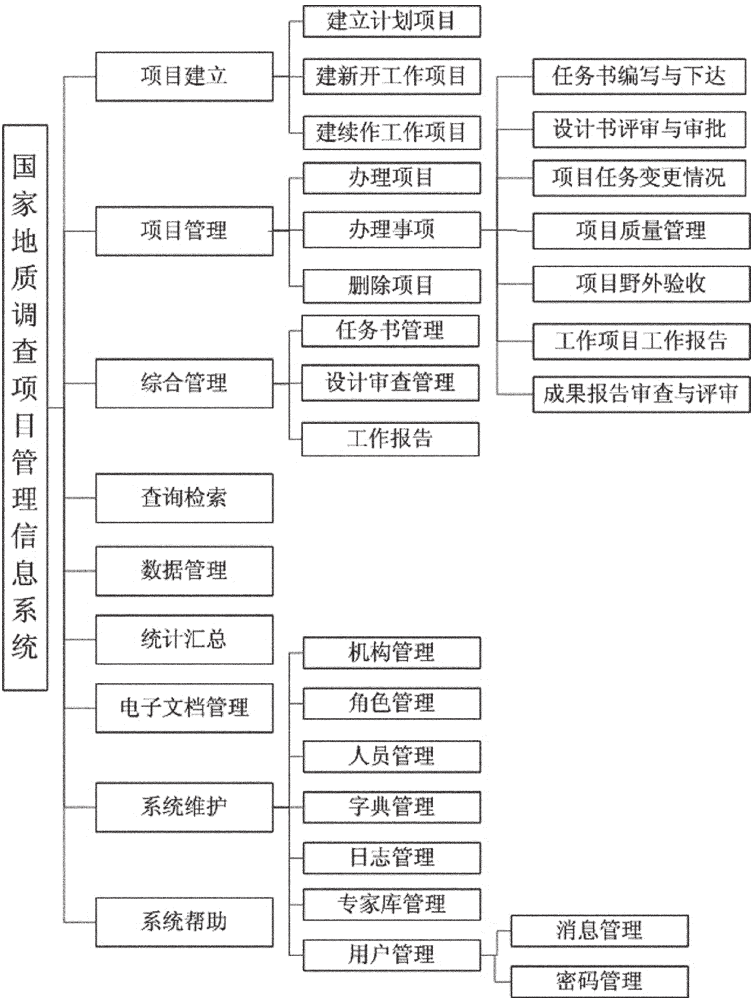 国家地质调查项目管理信息系统
项目建立
建立计划项目
建新开工作项目
建续作工作项目
项目管理
办理项目
办理事项
删除项目
任务书编写与下达
设计书评审与审批
项目任务变更情况
项目质量管理
项目野外验收
工作项目工作报告
成果报告审查与评审
综合管理
任务书管理
设计审查管理
工作报告
查询检索
数据管理
统计汇总
电子文档管理
系统维护
机构管理
角色管理
人员管理
字典管理
日志管理
专家库管理
用户管理
消息管理
密码管理
系统帮助